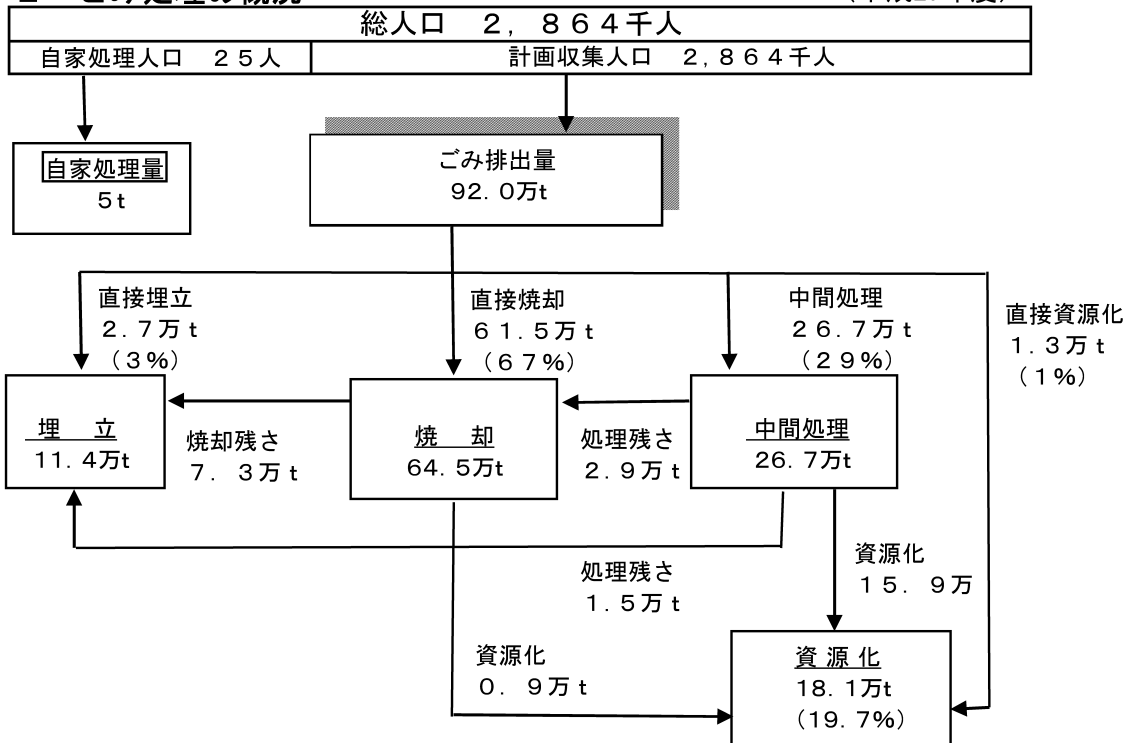 総人口 ２，８６４千人
自家処理人口 ２５人
計画収集人口 ２,８６４千人
自家処理量
５t
ごみ排出量
９２．０万t
直接埋立
２.７万ｔ
（３%）
直接焼却
６１.５万ｔ
（６７%）
中間処理
２６.７万ｔ
（２９%）
直接資源化
１.３万ｔ
（１%）
埋 立
11.４万t
焼却残さ
７．３万ｔ
焼 却
64.５万t
処理残さ
２.９万ｔ
中間処理
26.７万t
処理残さ
１.５万ｔ
資源化
１５．９万
資源化
０．９万ｔ
資 源 化
18.１万t
（19.7%）